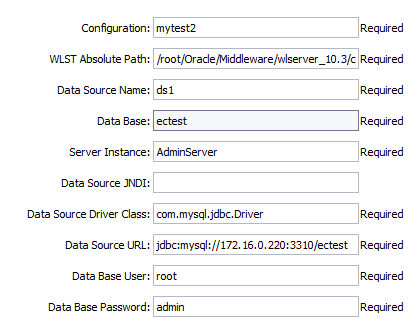 Configuration: mytest2 Required
WLST Absolute Path: /root/Oracle/Middleware/wlserver_10.3/c Required
Data Source Name: ds1 Required
Data Base: ectest Required
Server Instance: AdminServer Required
Data Source JNDI:
Data Source Driver Class: com.mysql.jdbc.Driver Required
Data Source URL: jdbc:mysql://172.16.0.220:3310/ectest Required
Data Base User: root Required
Data Base Password: admin Required